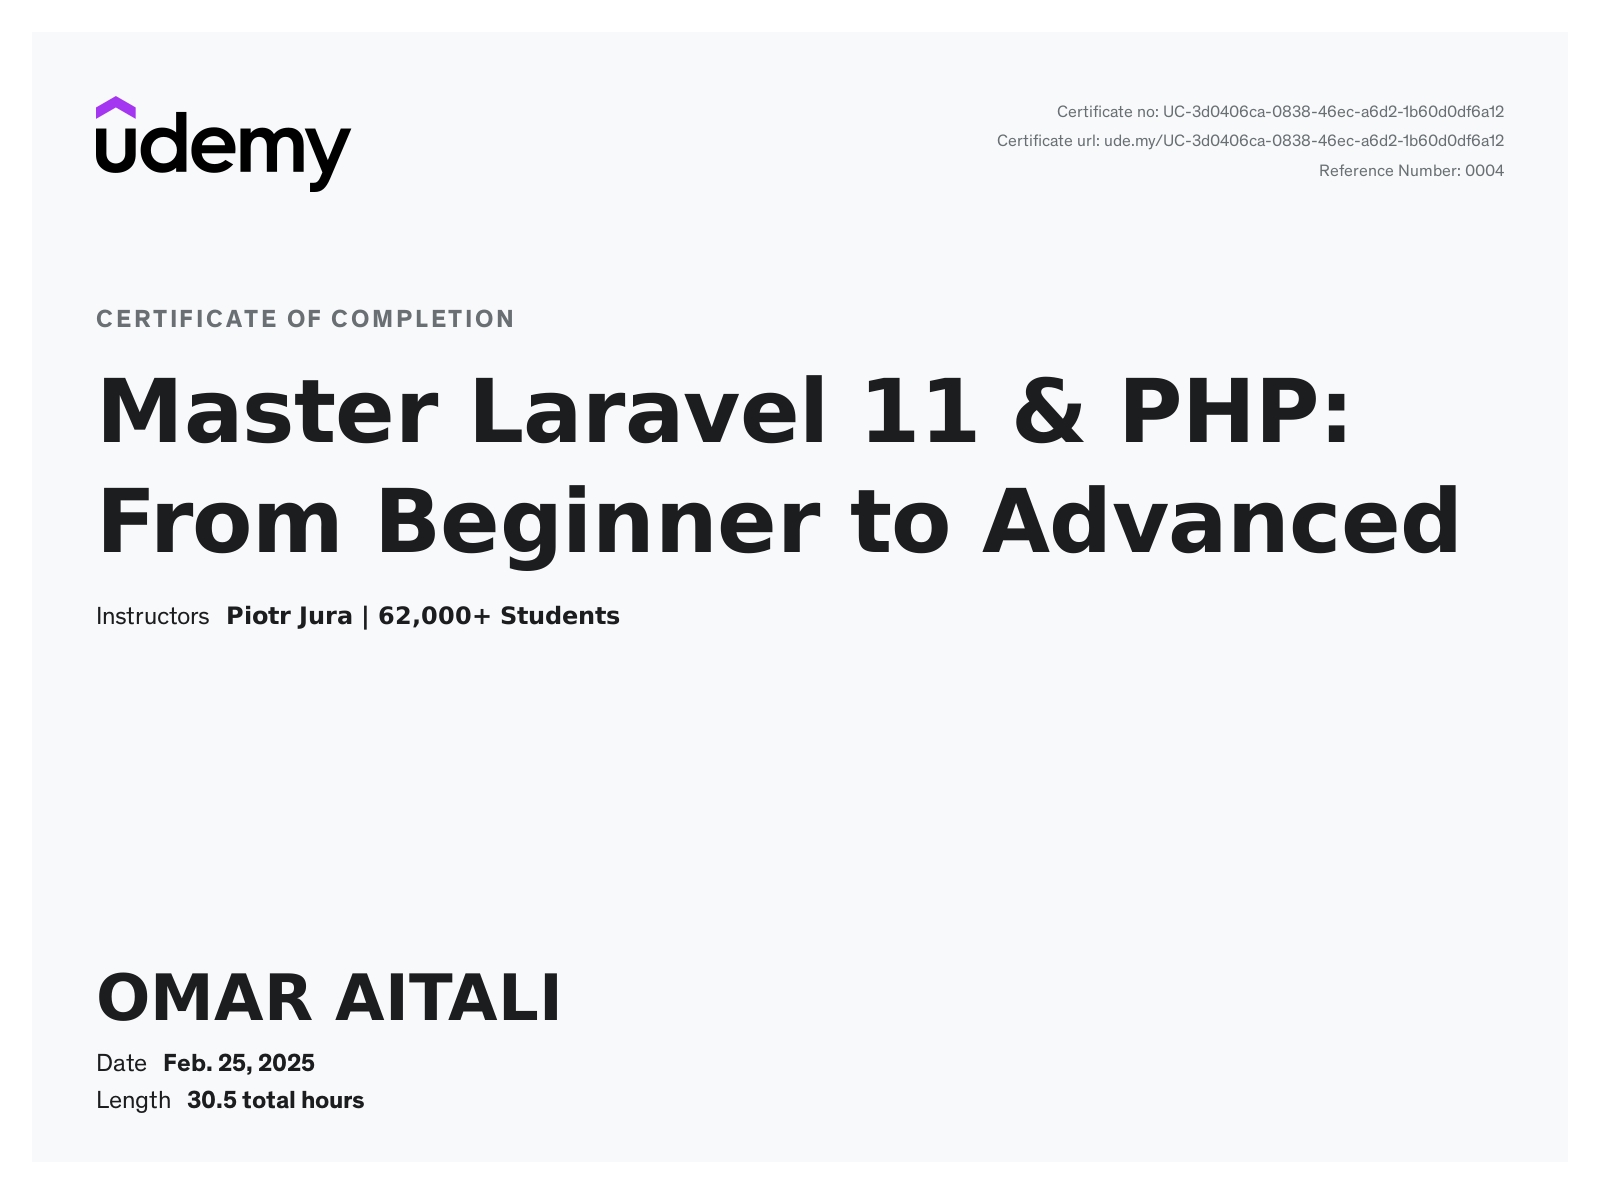 udemy
Certificate no: UC-3d0406ca-0838-46ec-a6d2-1b60d0df6a12
Certificate url: ude.my/UC-3d0406ca-0838-46ec-a6d2-1b60d0df6a12
Reference Number: 0004
CERTIFICATE OF COMPLETION
Master Laravel 11 & PHP:
From Beginner to Advanced
Instructors Piotr Jura | 62,000+ Students
OMAR AITALI
Date Feb. 25, 2025
Length 30.5 total hours